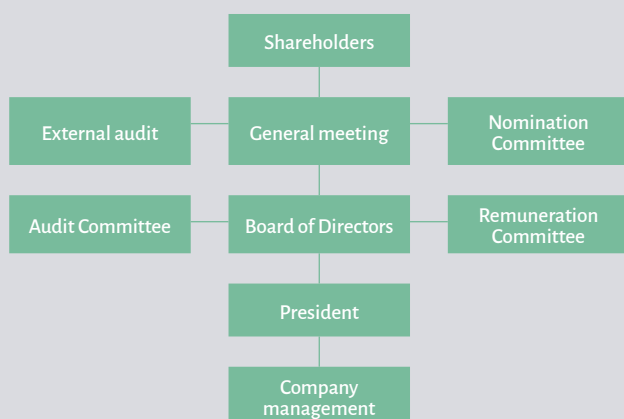 Shareholders
External audit
General meeting
Nomination
Committee
Audit Committee
Board of Directors
Remuneration
Committee
President
Company
management